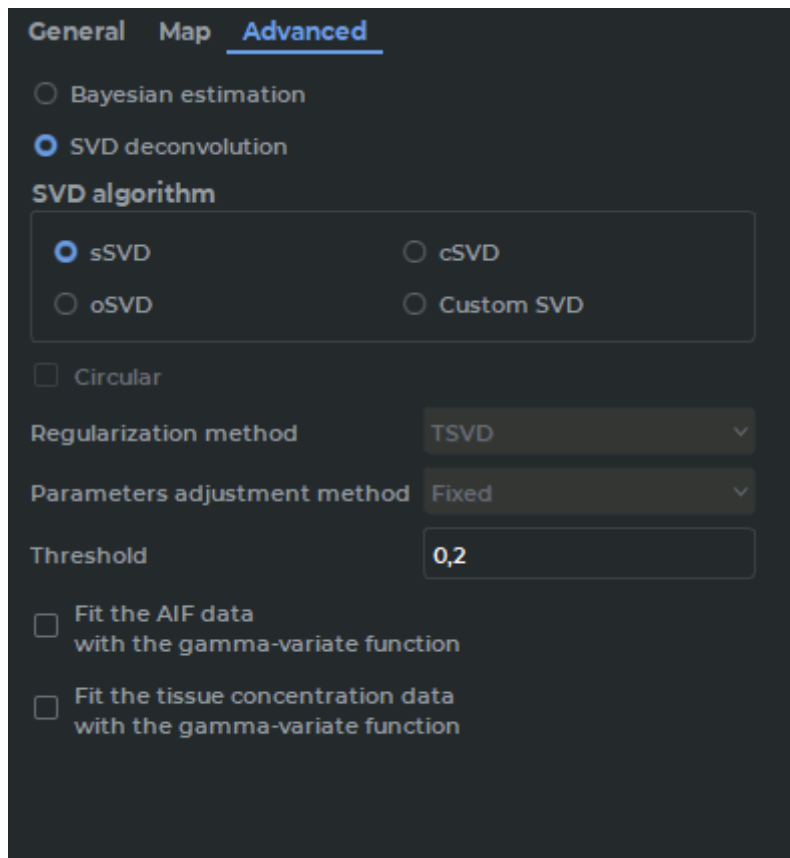 General Map Advanced
Bayesian estimation
SVD deconvolution
SVD algorithm
sSVD cSVD
oSVD Custom SVD
Circular
Regularization method TSVD
Parameters adjustment method Fixed
Threshold 0,2
Fit the AIF data
with the gamma-variate function
Fit the tissue concentration data
with the gamma-variate function